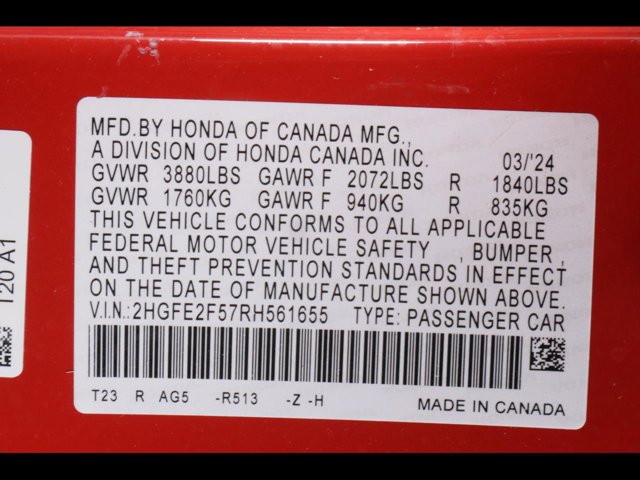 MFD.BY HONDA OF CANADA MFG.,
A DIVISION OF HONDA CANADA INC. 03/'24
GVWR 3880LBS GAWR F 2072LBS R 1840LBS
GVWR 1760KG GAWR F 940KG R 835KG
THIS VEHICLE CONFORMS TO ALL APPLICABLE
FEDERAL MOTOR VEHICLE SAFETY , BUMPER ,
AND THEFT PREVENTION STANDARDS IN EFFECT
ON THE DATE OF MANUFACTURE SHOWN ABOVE.
V.I.N.:2HGFE2F57RH561655 TYPE: PASSENGER CAR
T23 R AG5 -R513 -Z -H
MADE IN CANADA